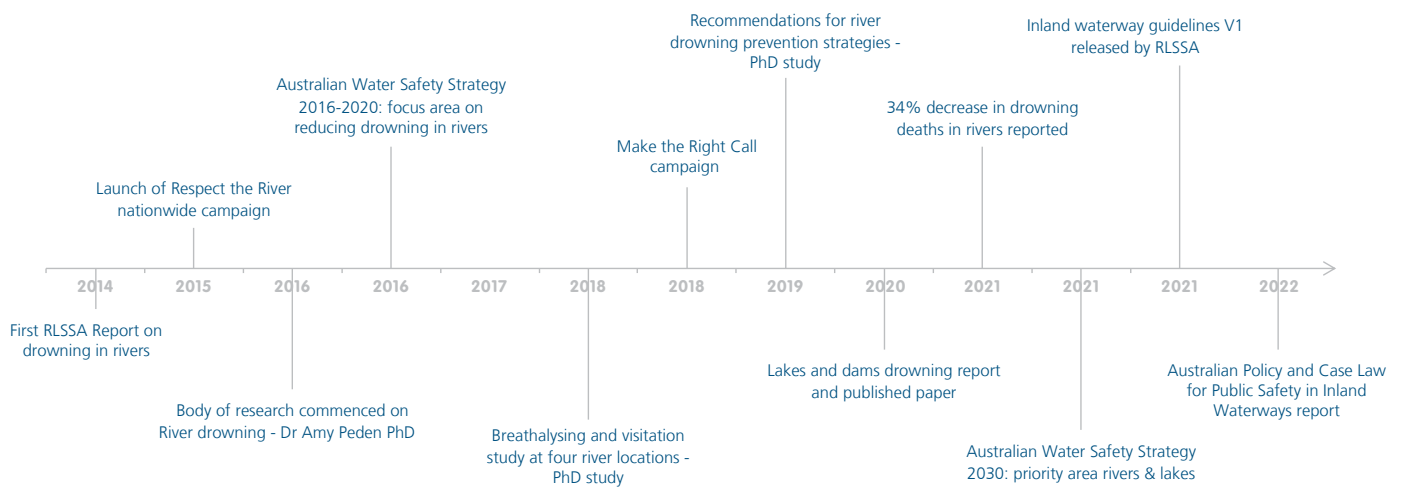 Recommendations for river
drowning prevention strategies -
PhD study
Inland waterway guidelines V1
released by RLSSA
Australian Water Safety Strategy
2016-2020: focus area on
reducing drowning in rivers
34% decrease in drowning
deaths in rivers reported
Make the Right Call
campaign
Launch of Respect the River
nationwide campaign
2014 2015 2016 2016 2017 2018 2018 2019 2020 2021 2021 2021 2022
First RLSSA Report on
drowning in rivers
Body of research commenced on
River drowning - Dr Amy Peden PhD
Breathalysing and visitation
study at four river locations -
PhD study
Lakes and dams drowning report
and published paper
Australian Water Safety Strategy
2030: priority area rivers & lakes
Australian Policy and Case Law
for Public Safety in Inland
Waterways report